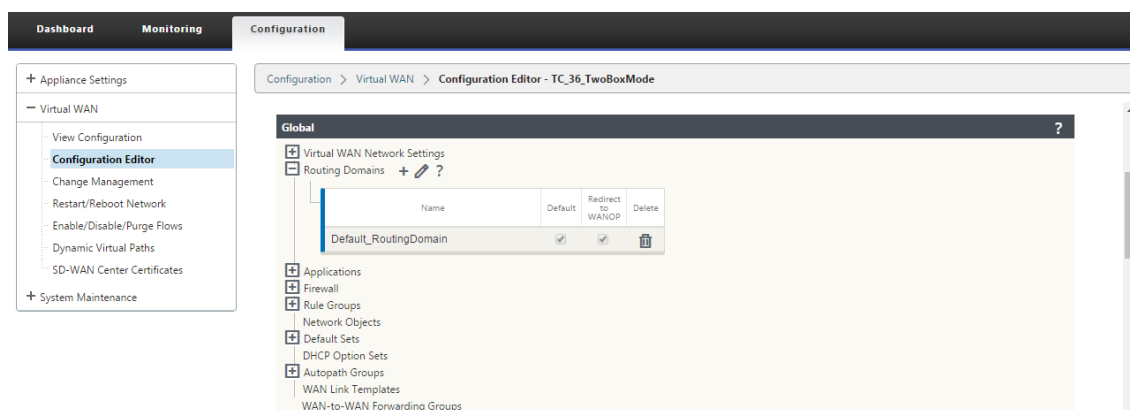 Dashboard Monitoring Configuration
+ Appliance Settings
− Virtual WAN
View Configuration
Configuration Editor
Change Management
Restart/Reboot Network
Enable/Disable/Purge Flows
Dynamic Virtual Paths
SD-WAN Center Certificates
+ System Maintenance
Configuration > Virtual WAN > Configuration Editor - TC_36_TwoBoxMode
Global ?
+ Virtual WAN Network Settings
− Routing Domains + ?
Name Default Redirect to WANOP Delete
Default_RoutingDomain
+ Applications
+ Firewall
+ Rule Groups
Network Objects
+ Default Sets
DHCP Option Sets
+ Autopath Groups
WAN Link Templates
WAN-to-WAN Forwarding Groups